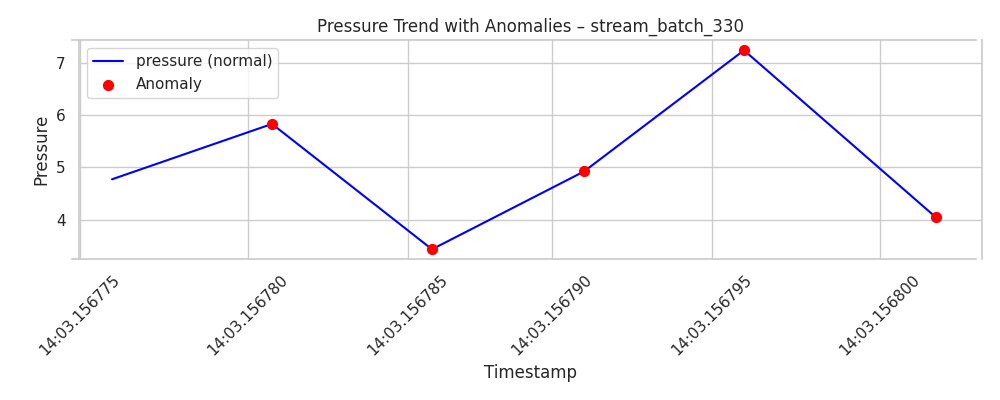 Pressure Trend with Anomalies – stream_batch_330
pressure (normal)
Anomaly
Pressure
7
6
5
4
14:03.156775
14:03.156780
14:03.156785
14:03.156790
14:03.156795
14:03.156800
Timestamp